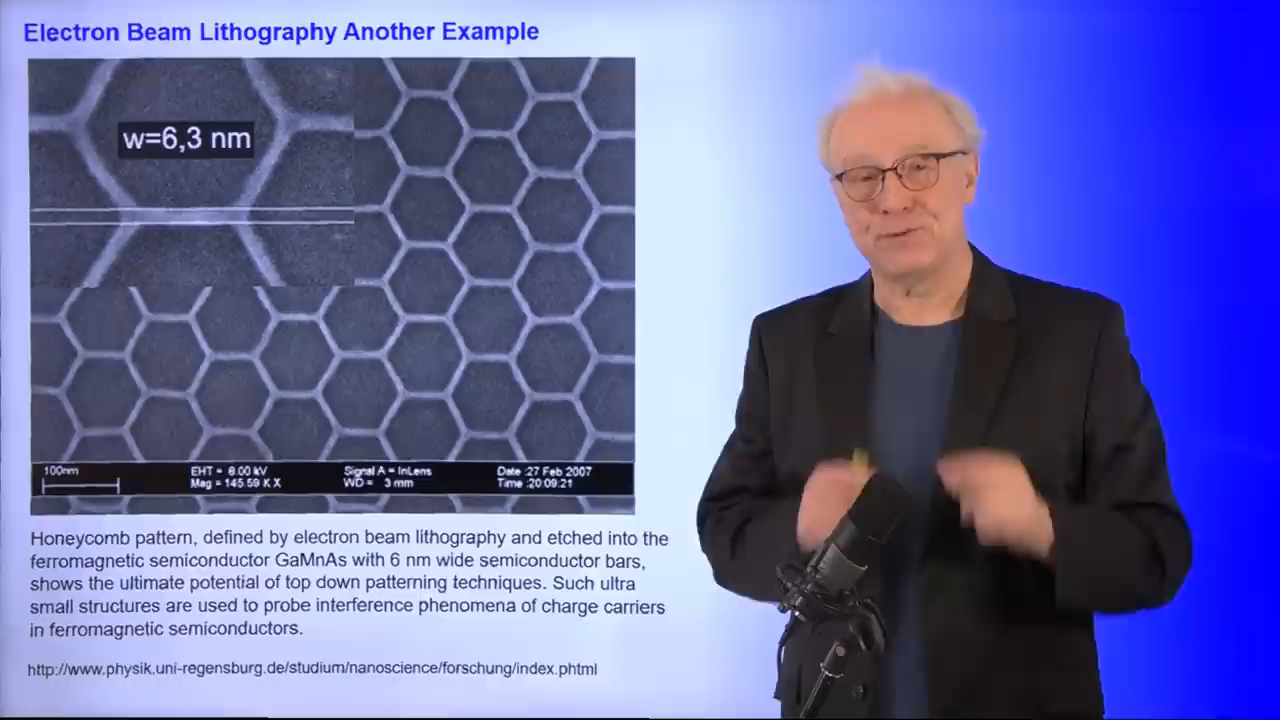 Electron Beam Lithography Another Example
w=6,3 nm
100nm
EHT = 8.00 kV
Signal A = InLens
Date :27 Feb 2007
Mag = 145.59 K X
WD = 3 mm
Time :20:09:21
Honeycomb pattern, defined by electron beam lithography and etched into the
ferromagnetic semiconductor GaMnAs with 6 nm wide semiconductor bars,
shows the ultimate potential of top down patterning techniques. Such ultra
small structures are used to probe interference phenomena of charge carriers
in ferromagnetic semiconductors.
http://www.physik.uni-regensburg.de/studium/nanoscience/forschung/index.phtml